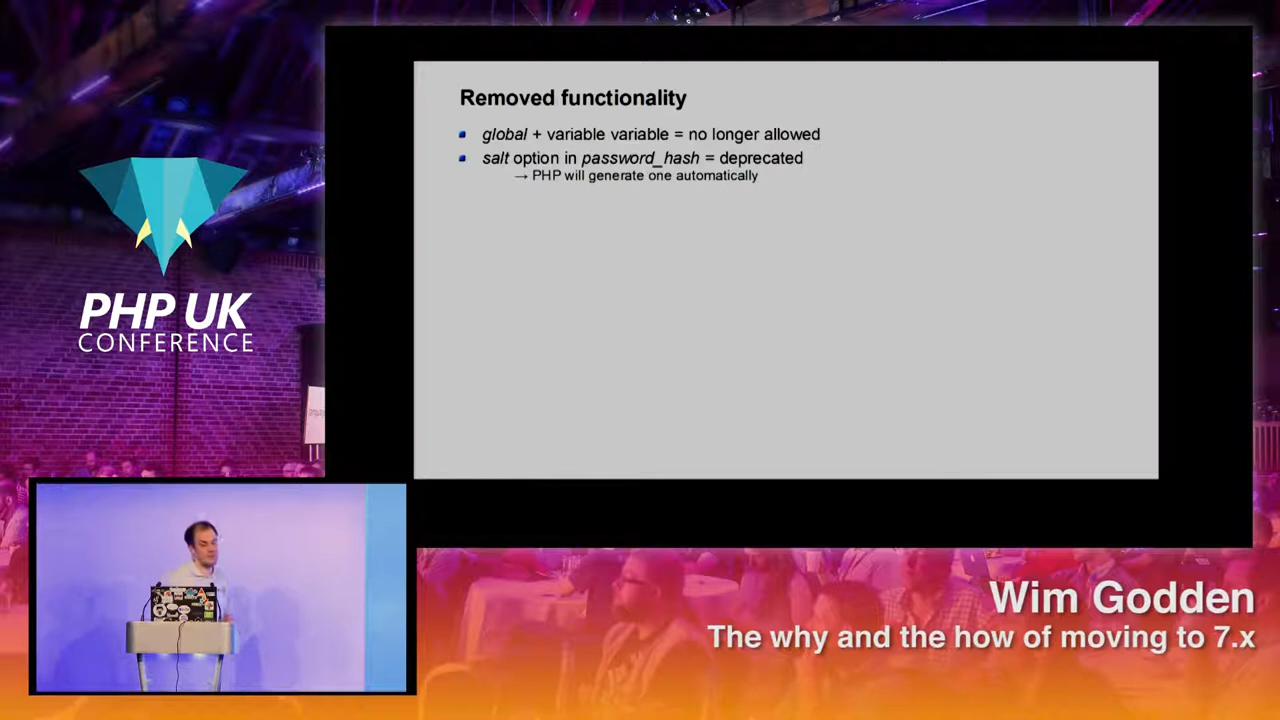 Removed functionality
global + variable variable = no longer allowed
salt option in password_hash = deprecated
→ PHP will generate one automatically
PHP UK
CONFERENCE
Wim Godden
The why and the how of moving to 7.x